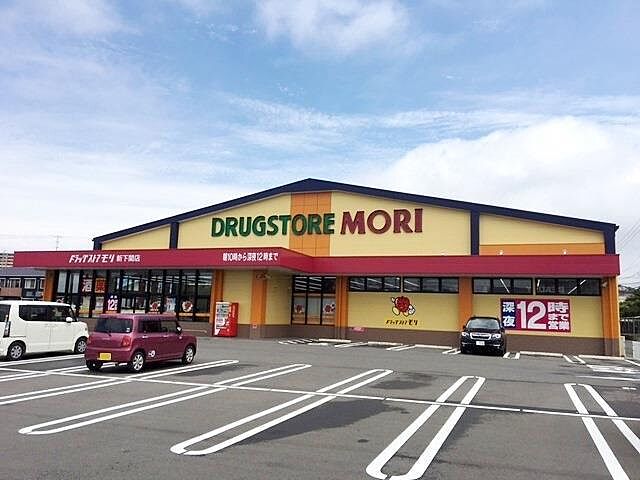 DRUGSTORE MORI
ドラッグストアモリ 新下関店
朝10時から深夜12時まで
酒
ドラッグストアモリ
深夜12時まで営業